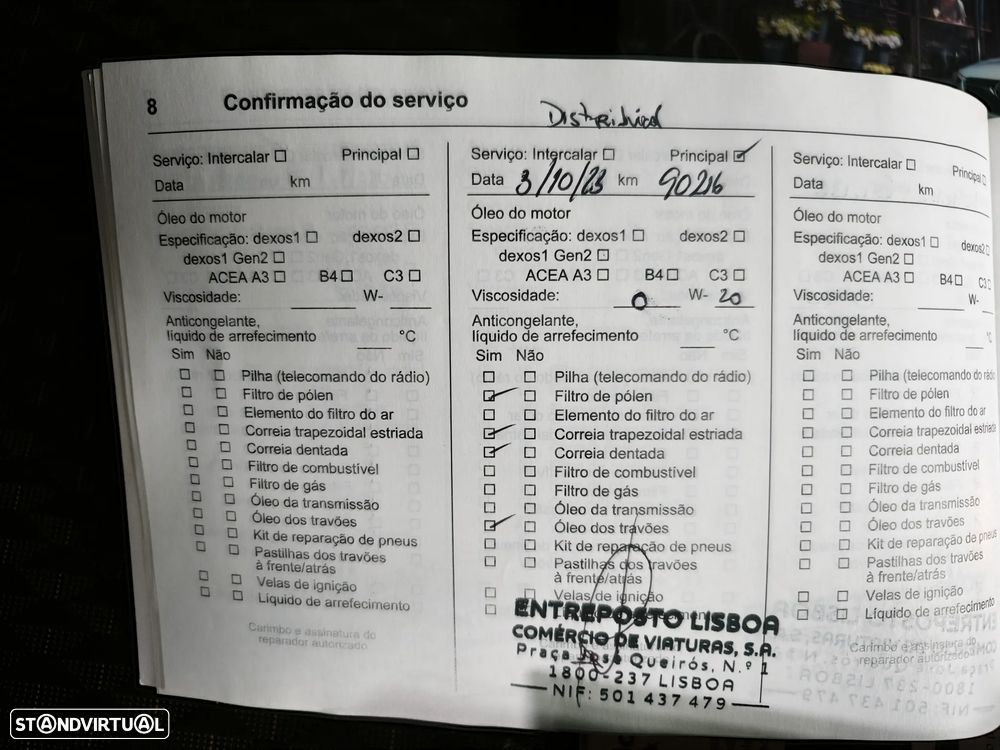 8 Confirmação do serviço
Serviço: Intercalar ☐ Principal ☐
Data km
Óleo do motor
Especificação: dexos1 ☐ dexos2 ☐
dexos1 Gen2 ☐
ACEA A3 ☐ B4 ☐ C3 ☐
Viscosidade: W-
Anticongelante,
líquido de arrefecimento °C
Sim Não
☐ ☐ Pilha (telecomando do rádio)
☐ ☐ Filtro de pólen
☐ ☐ Elemento do filtro do ar
☐ ☐ Correia trapezoidal estriada
☐ ☐ Correia dentada
☐ ☐ Filtro de combustível
☐ ☐ Filtro de gás
☐ ☐ Óleo da transmissão
☐ ☐ Óleo dos travões
☐ ☐ Kit de reparação de pneus
☐ ☐ Pastilhas dos travões
à frente/atrás
☐ ☐ Velas de ignição
☐ ☐ Líquido de arrefecimento
Carimbo e assinatura do
reparador autorizado
Serviço: Intercalar ☐ Principal ☑
Data 3/10/23 km 90216
Óleo do motor
Especificação: dexos1 ☐ dexos2 ☐
dexos1 Gen2 ☐
ACEA A3 ☐ B4 ☐ C3 ☐
Viscosidade: 0 W- 20
Anticongelante,
líquido de arrefecimento °C
Sim Não
☐ ☐ Pilha (telecomando do rádio)
☑ ☐ Filtro de pólen
☐ ☐ Elemento do filtro do ar
☑ ☐ Correia trapezoidal estriada
☑ ☐ Correia dentada
☐ ☐ Filtro de combustível
☐ ☐ Filtro de gás
☐ ☐ Óleo da transmissão
☑ ☐ Óleo dos travões
☐ ☐ Kit de reparação de pneus
☐ ☐ Pastilhas dos travões
à frente/atrás
☐ ☐ Velas de ignição
ENTREPOSTO LISBOA
COMÉRCIO DE VIATURAS, S.A.
Praça José Queirós, N.º 1
1800-237 LISBOA
NIF: 501 437 479
Serviço: Intercalar ☐ Principal ☐
Data km
Óleo do motor
Especificação: dexos1 ☐ dexos2 ☐
dexos1 Gen2 ☐
ACEA A3 ☐ B4 ☐ C3
Viscosidade: W-
Anticongelante,
líquido de arrefecimento °C
Sim Não
☐ ☐ Pilha (telecomando do rádio
☐ ☐ Filtro de pólen
☐ ☐ Elemento do filtro do ar
☐ ☐ Correia trapezoidal estriada
☐ ☐ Correia dentada
☐ ☐ Filtro de combustível
☐ ☐ Filtro de gás
☐ ☐ Óleo da transmissão
☐ ☐ Óleo dos travões
☐ ☐ Kit de reparação de pneus
☐ ☐ Pastilhas dos travões
à frente/atrás
☐ ☐ Velas de ignição
☐ ☐ Líquido de arrefecimento
Carimbo e assinatura do
reparador autorizado
STANDVIRTUAL